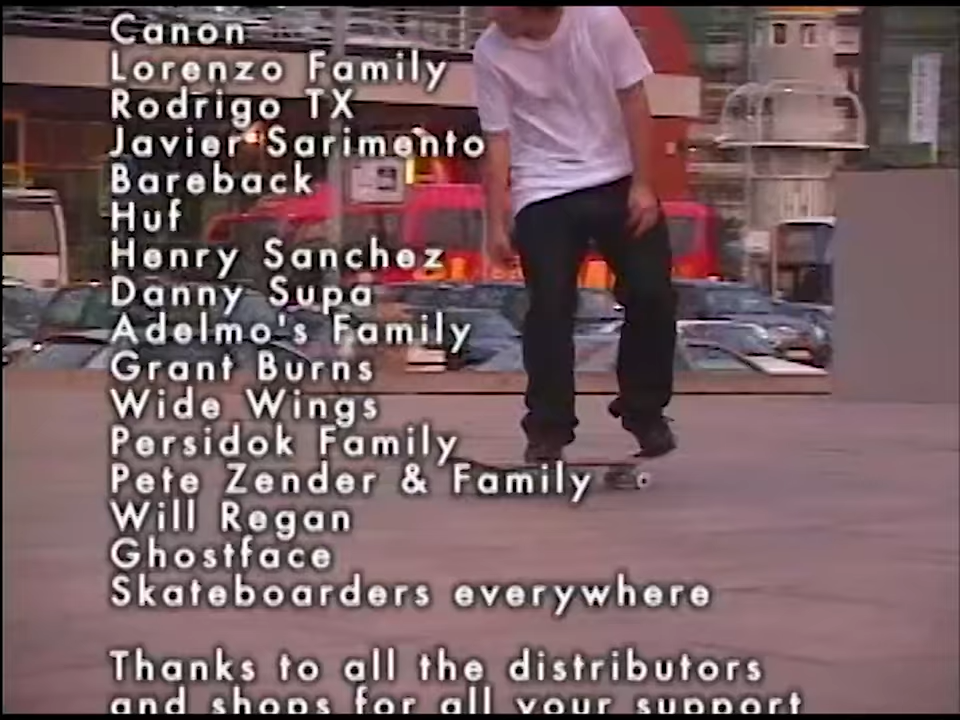 Canon
Lorenzo Family
Rodrigo TX
Javier Sarimento
Bareback
Huf
Henry Sanchez
Danny Supa
Adelmo's Family
Grant Burns
Wide Wings
Persidok Family
Pete Zender & Family
Will Regan
Ghostface
Skateboarders everywhere
Thanks to all the distributors
and shops for all your support